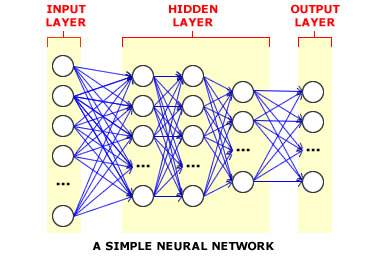 INPUT
LAYER
HIDDEN
LAYER
OUTPUT
LAYER
...
...
...
...
...
A SIMPLE NEURAL NETWORK